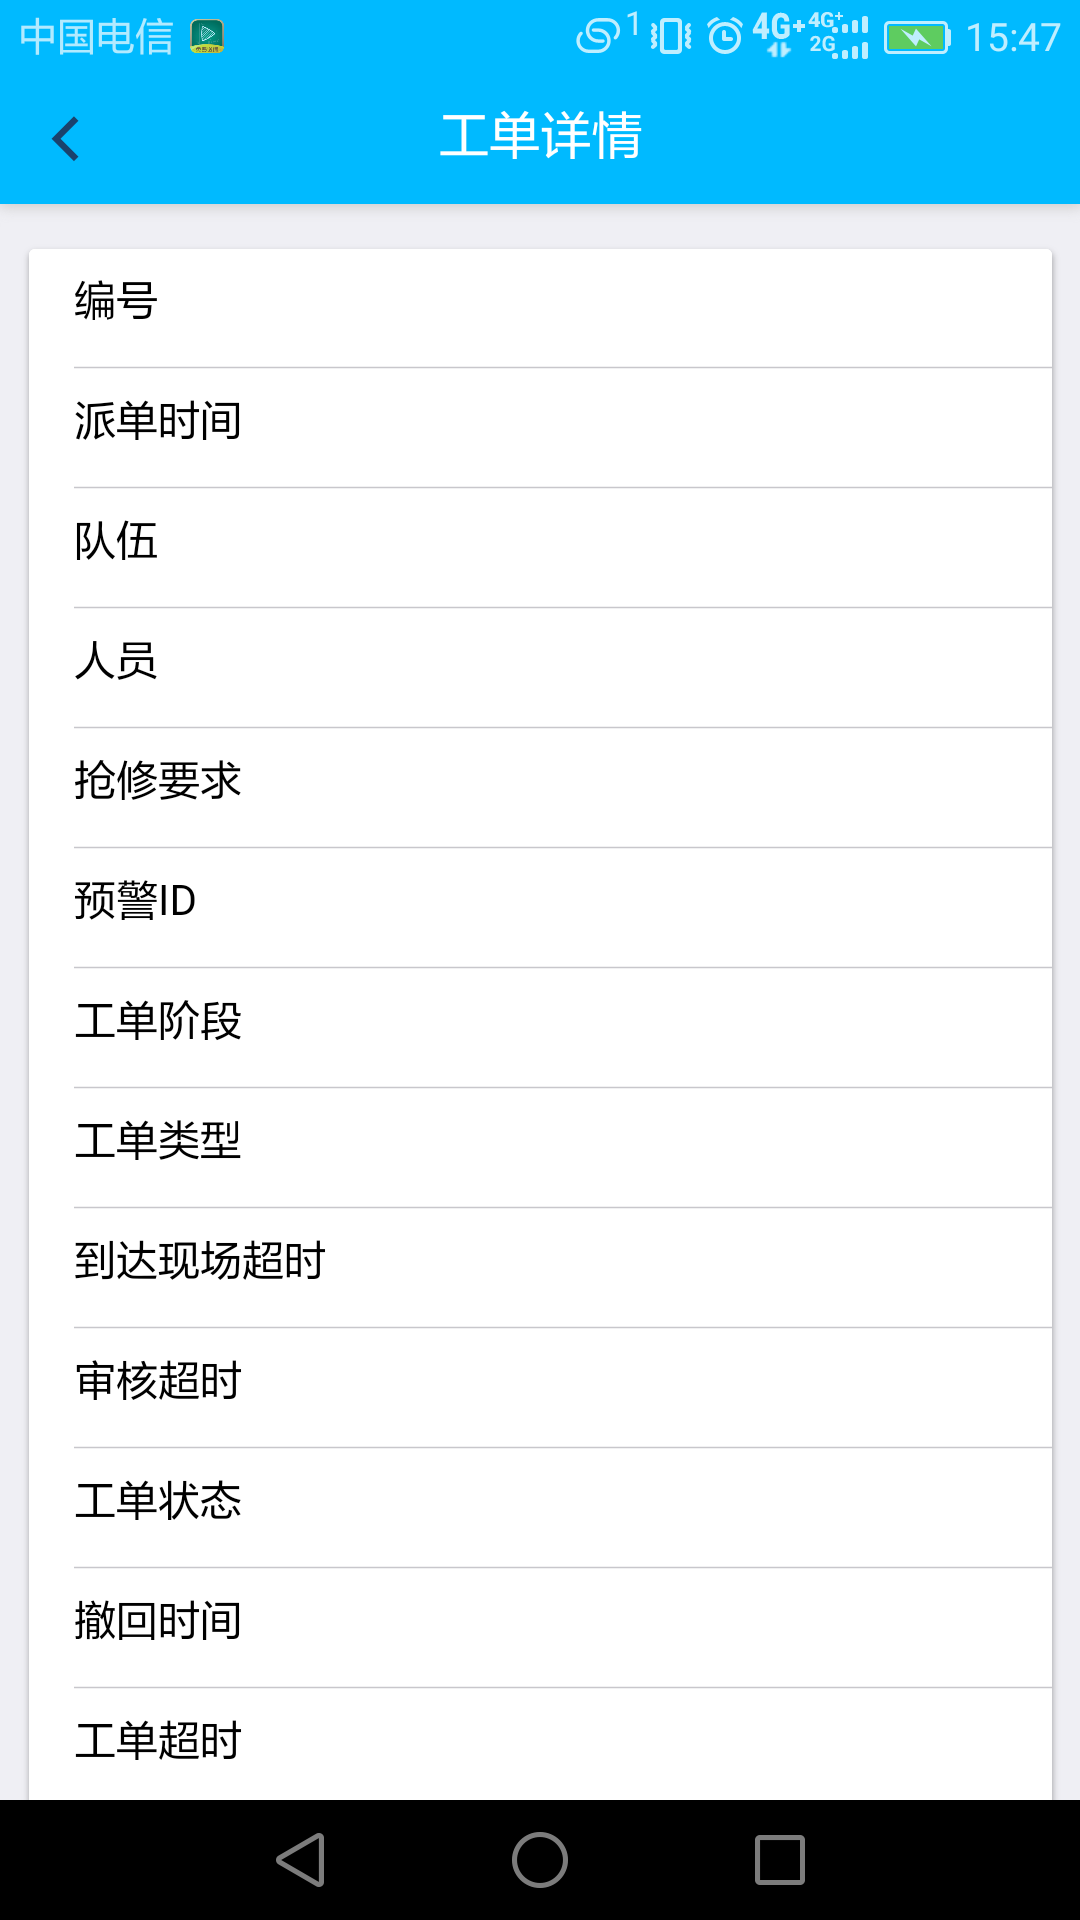 中国电信
1 4G+ 4G+ 2G 15:47
工单详情
编号
派单时间
队伍
人员
抢修要求
预警ID
工单阶段
工单类型
到达现场超时
审核超时
工单状态
撤回时间
工单超时